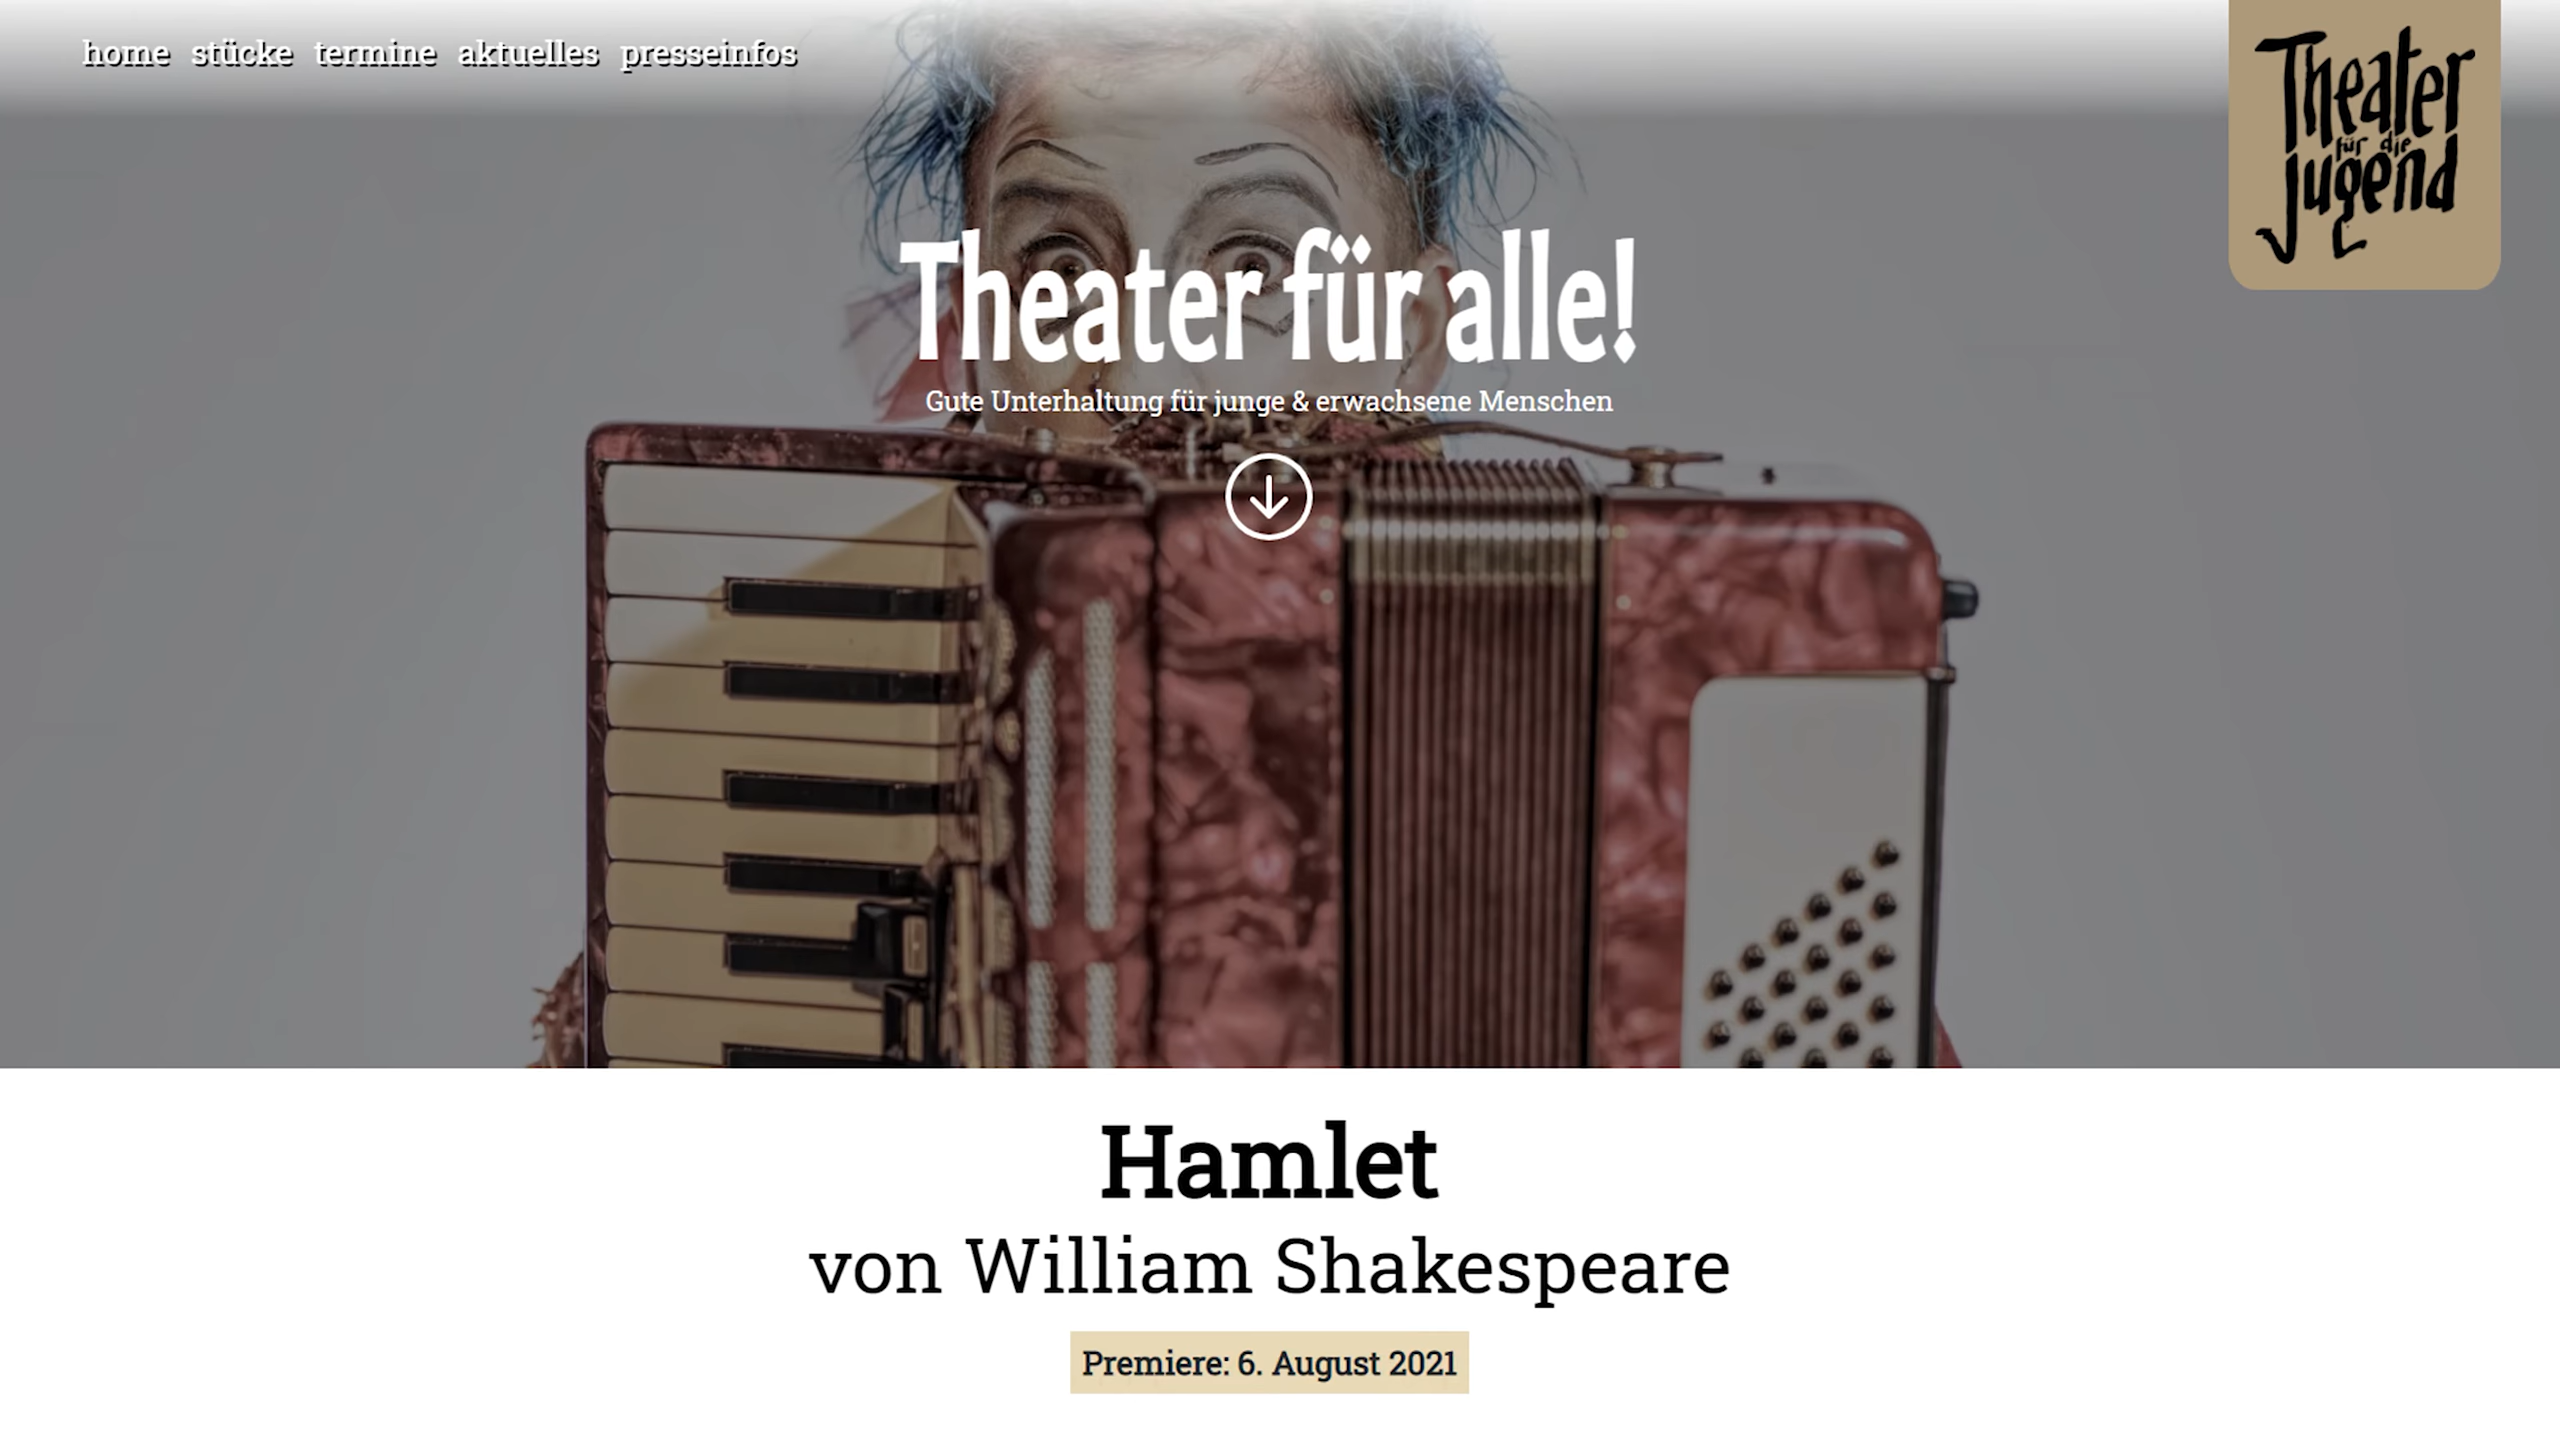 home stücke termine aktuelles presseinfos
Theater
für die
jugend
Theater für alle!
Gute Unterhaltung für junge & erwachsene Menschen
Hamlet
von William Shakespeare
Premiere: 6. August 2021